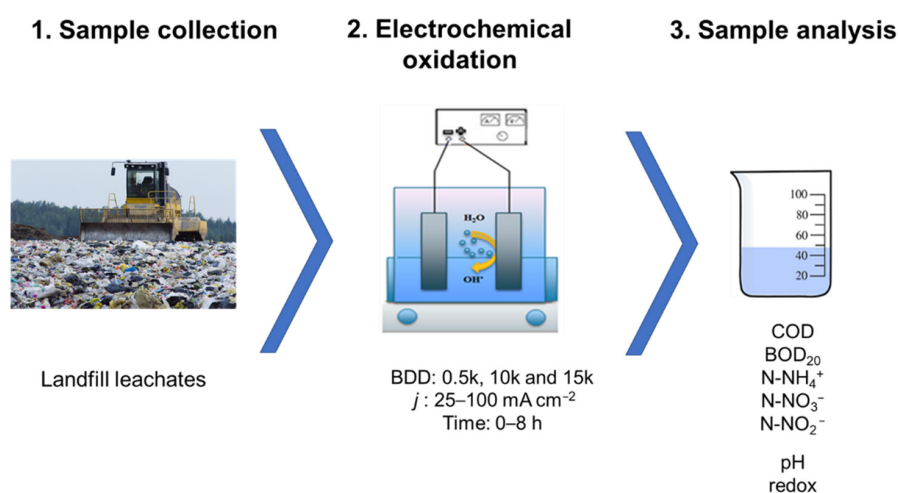 1. Sample collection
2. Electrochemical
oxidation
3. Sample analysis
H₂O
OH•
100
80
60
40
20
Landfill leachates
BDD: 0.5k, 10k and 15k
j : 25–100 mA cm⁻²
Time: 0–8 h
COD
BOD₂₀
N-NH₄⁺
N-NO₃⁻
N-NO₂⁻
pH
redox